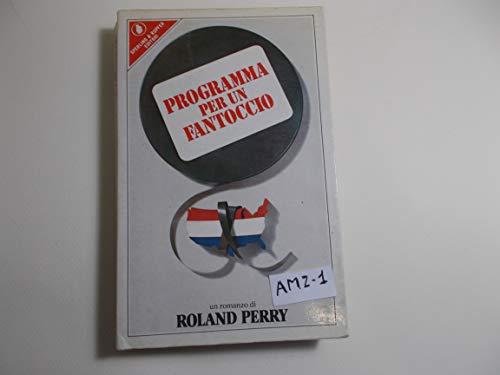 SPERLING & KUPFER
EDITORI
PROGRAMMA
PER UN
FANTOCCIO
AMZ-1
un romanzo di
ROLAND PERRY